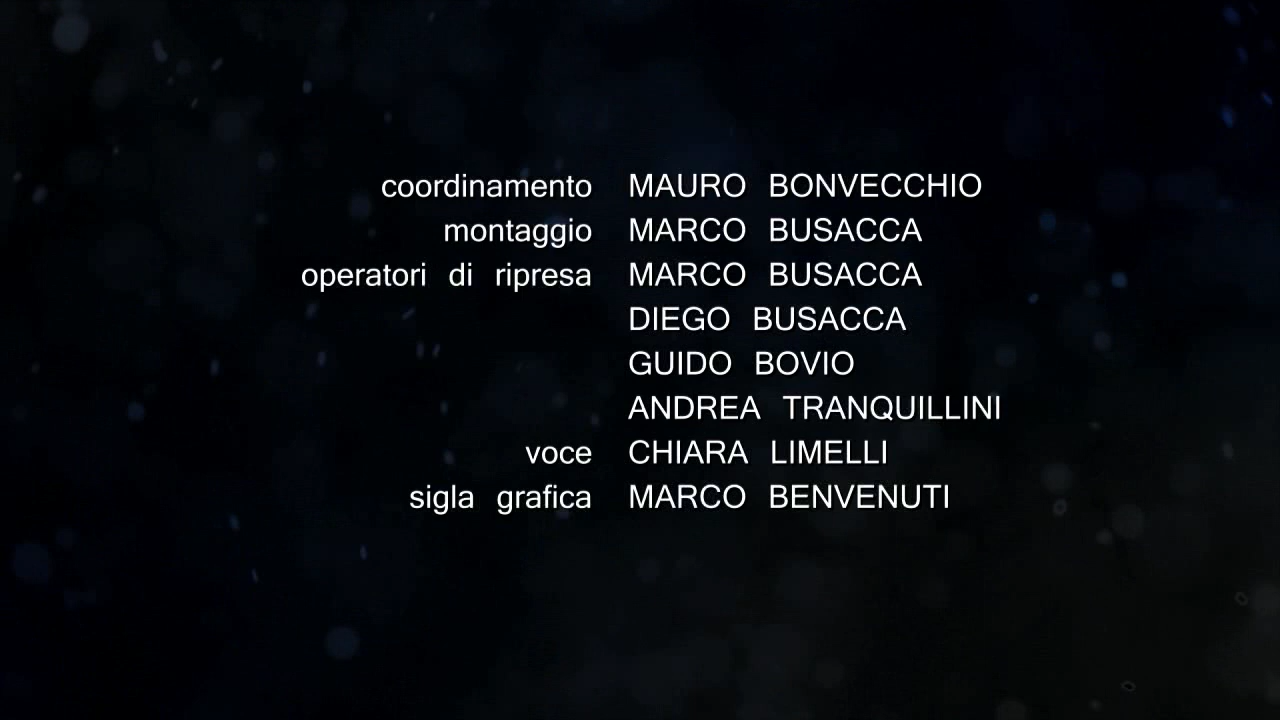 coordinamento MAURO BONVECCHIO
montaggio MARCO BUSACCA
operatori di ripresa MARCO BUSACCA
DIEGO BUSACCA
GUIDO BOVIO
ANDREA TRANQUILLINI
voce CHIARA LIMELLI
sigla grafica MARCO BENVENUTI